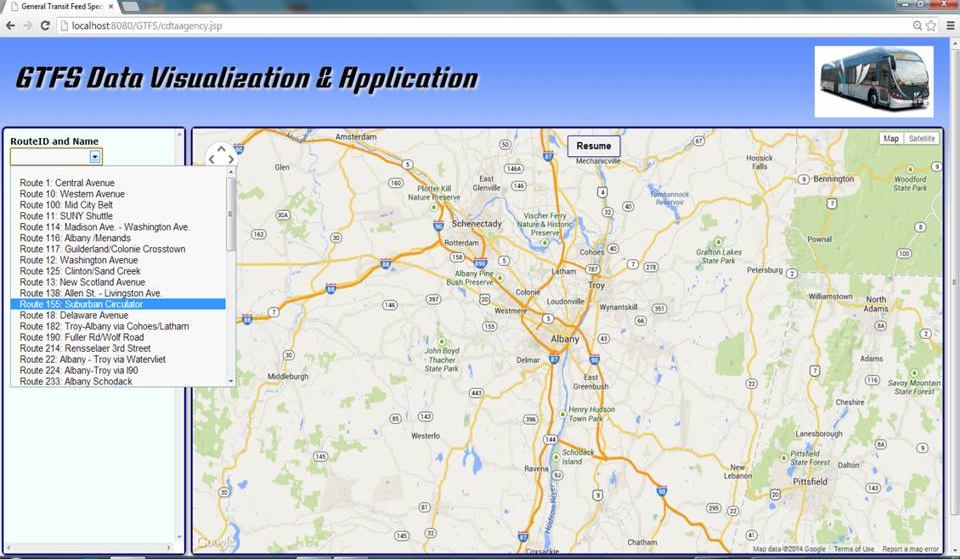 General Transit Feed Spec
localhost:8080/GTFS/cdtaagency.jsp
GTFS Data Visualization & Application
RouteID and Name
Route 1: Central Avenue
Route 10: Western Avenue
Route 100: Mid City Belt
Route 11: SUNY Shuttle
Route 114: Madison Ave. - Washington Ave.
Route 116: Albany /Menands
Route 117: Guilderland/Colonie Crosstown
Route 12: Washington Avenue
Route 125: Clinton/Sand Creek
Route 13: New Scotland Avenue
Route 138: Allen St. - Livingston Ave.
Route 155: Suburban Circulator
Route 18: Delaware Avenue
Route 182: Troy-Albany via Cohoes/Latham
Route 190: Fuller Rd/Wolf Road
Route 214: Rensselaer 3rd Street
Route 22: Albany - Troy via Watervliet
Route 224: Albany-Troy via I90
Route 233: Albany Schodack
Resume
Map Satellite
Amsterdam
Mechanicville
Hoosick
Falls
Glen
East
Glenville
Bennington
Woodford
State Park
Plotter Kill
Nature Preserve
Tomhannock
Reservoir
Schenectady
Vischer Ferry
Nature & Historic
Preserve
Rotterdam
Cohoes
Grafton Lakes
State Park
Pownal
Latham
Petersburg
Albany Pine
Bush Preserve
Troy
Colonie
Loudonville
Wynantskill
Williamstown
North
Adams
Westmere
Albany
John Boyd
Thacher
State Park
Delmar
East
Greenbush
Adams
Middleburgh
Savoy Mountain
State Forest
Cheshire
Henry Hudson
Town Park
Westerlo
Lanesborough
Schodack
Island
Pittsfield
State Forest
Dalton
Ravena
New
Lebanon
Pittsfield
Hudson River
Chatham
Coxsackie
Google
Map data ©2014 Google Terms of Use Report a map error